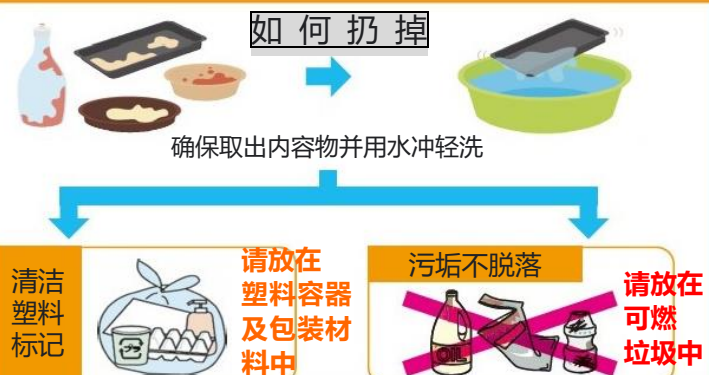 如何扔掉
确保取出内容物并用水冲轻洗
清洁
塑料
标记
请放在
塑料容器
及包装材
料中
污垢不脱落
OIL
请放在
可燃
垃圾中